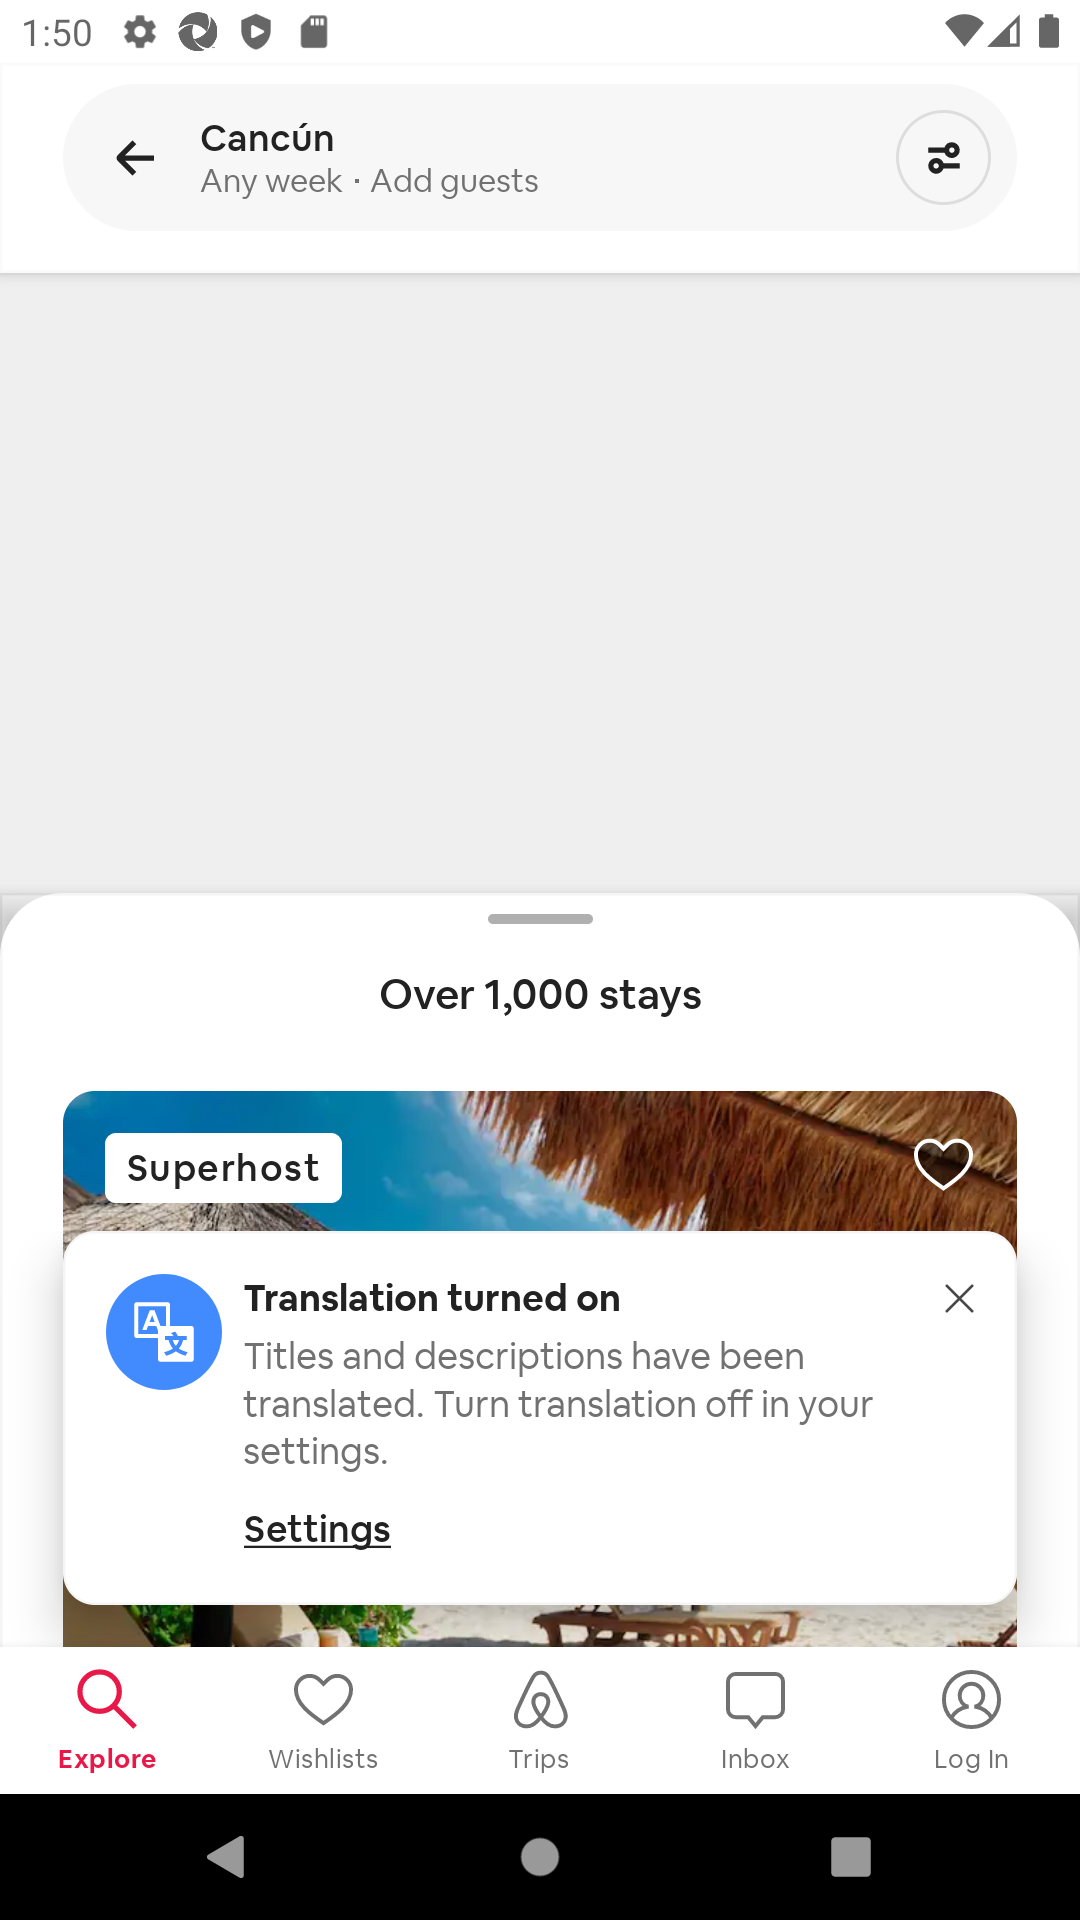 1:50
Cancún
Any week · Add guests
Over 1,000 stays
Superhost
Translation turned on
Titles and descriptions have been
translated. Turn translation off in your
settings.
Settings
Explore
Wishlists
Trips
Inbox
Log In